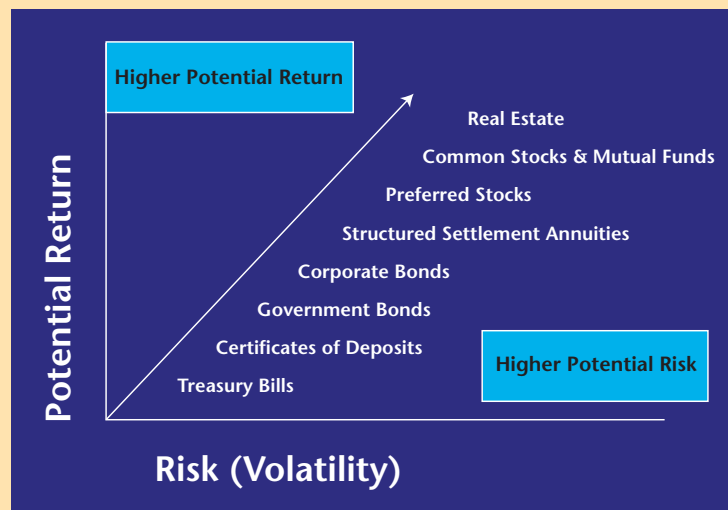 Higher Potential Return
Real Estate
Common Stocks & Mutual Funds
Preferred Stocks
Structured Settlement Annuities
Corporate Bonds
Government Bonds
Certificates of Deposits
Treasury Bills
Higher Potential Risk
Potential Return
Risk (Volatility)